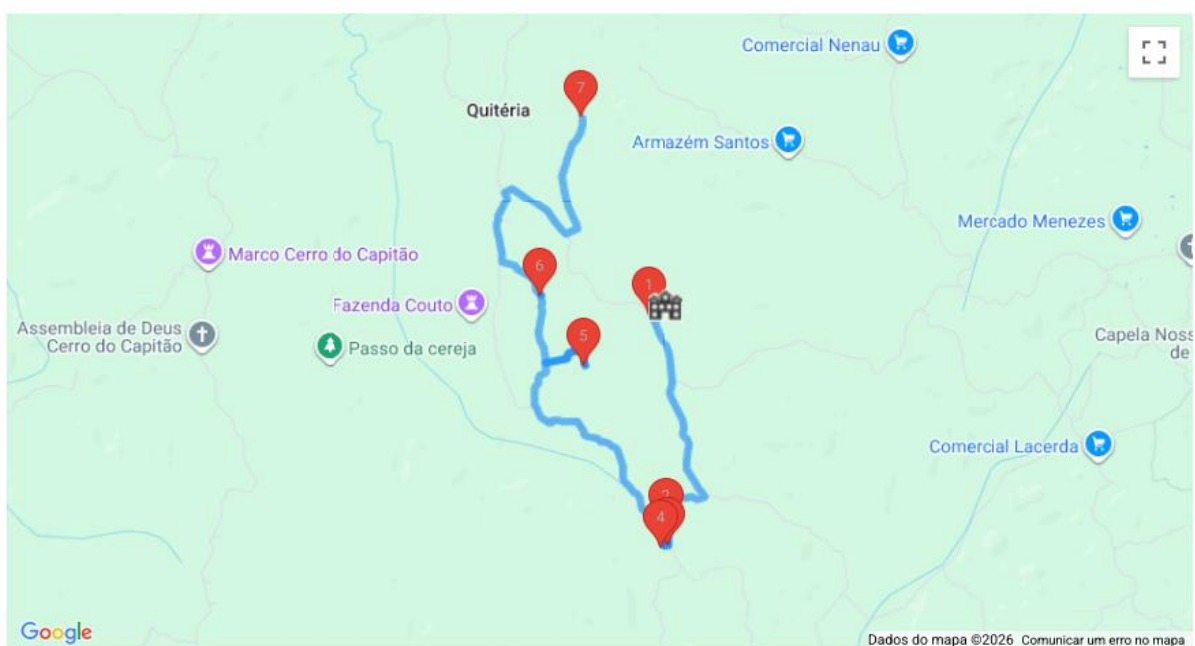 Comercial Nenau
7
Quitéria
Armazém Santos
Mercado Menezes
Marco Cerro do Capitão
6
1
Fazenda Couto
Assembleia de Deus
Cerro do Capitão
Passo da cereja
5
Capela Noss
de
Comercial Lacerda
4
Google
Dados do mapa ©2026
Comunicar um erro no mapa